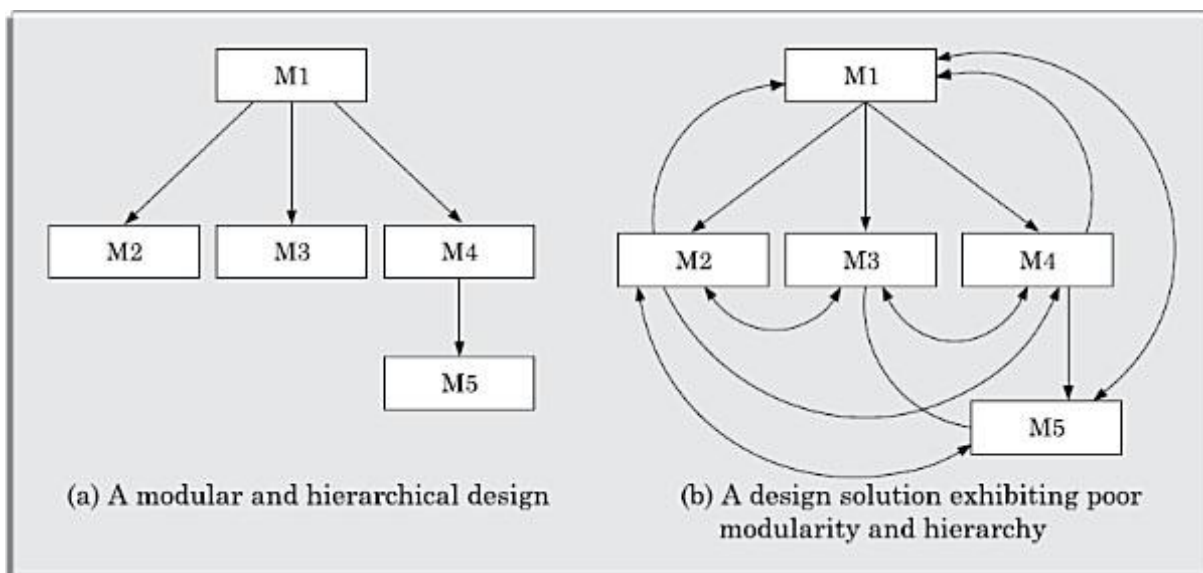 M1
M2
M3
M4
M5
(a) A modular and hierarchical design
M1
M2
M3
M4
M5
(b) A design solution exhibiting poor
modularity and hierarchy